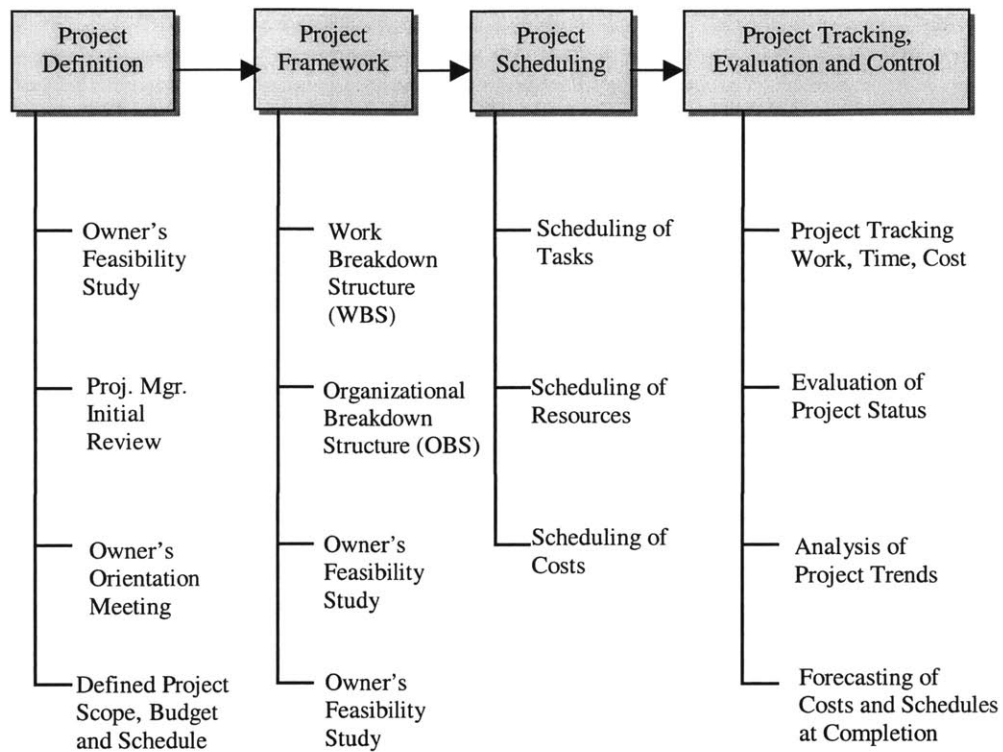 Project
Definition
Project
Framework
Project
Scheduling
Project Tracking,
Evaluation and Control
Owner's
Feasibility
Study
Proj. Mgr.
Initial
Review
Owner's
Orientation
Meeting
Defined Project
Scope, Budget
and Schedule
Work
Breakdown
Structure
(WBS)
Organizational
Breakdown
Structure (OBS)
Owner's
Feasibility
Study
Owner's
Feasibility
Study
Scheduling of
Tasks
Scheduling of
Resources
Scheduling of
Costs
Project Tracking
Work, Time, Cost
Evaluation of
Project Status
Analysis of
Project Trends
Forecasting of
Costs and Schedules
at Completion